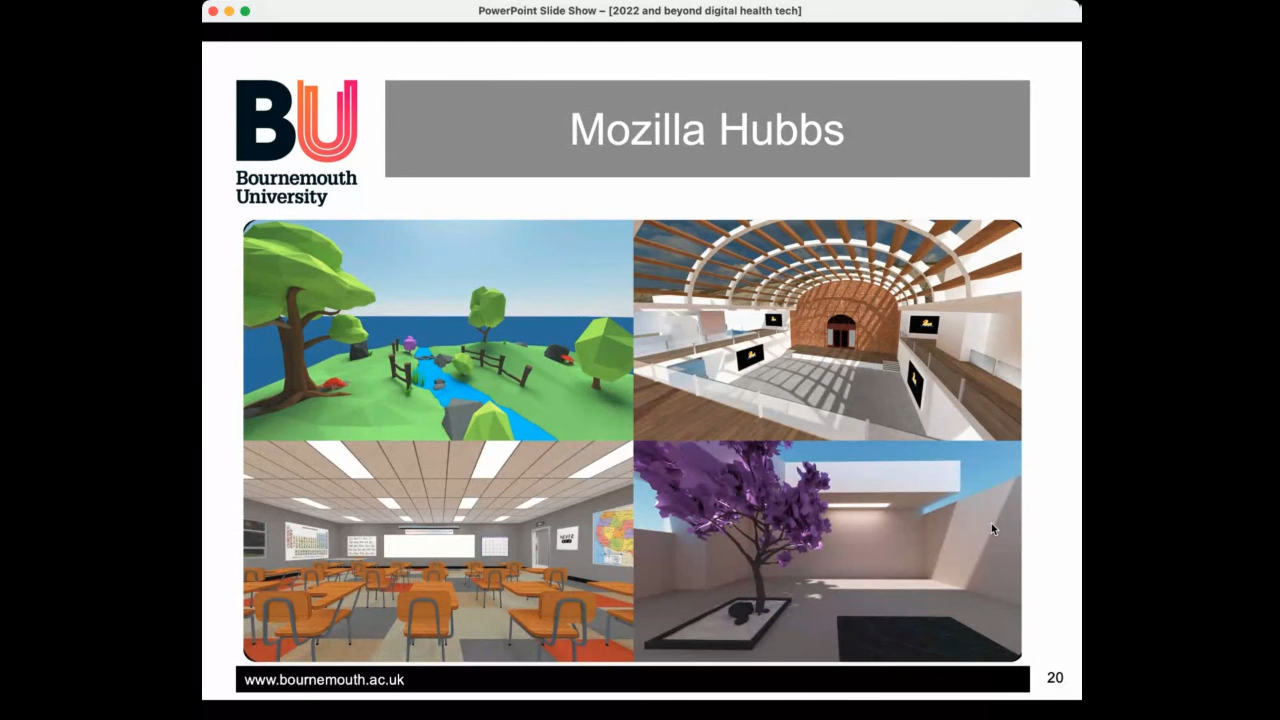 PowerPoint Slide Show – [2022 and beyond digital health tech]
BU
Bournemouth
University
Mozilla Hubbs
www.bournemouth.ac.uk
20